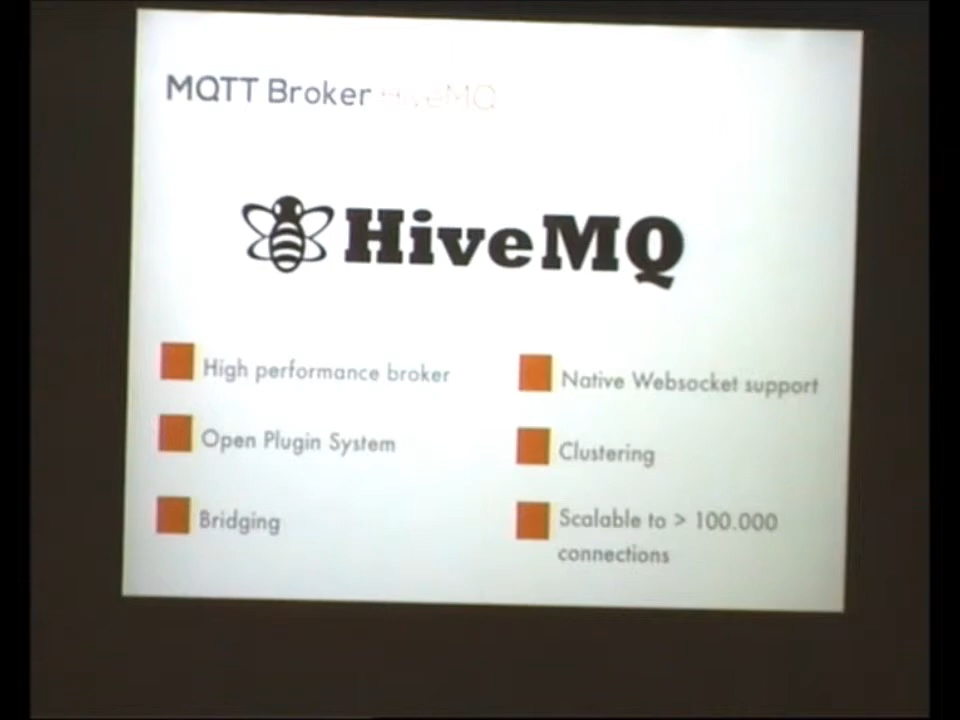 MQTT Broker HiveMQ
HiveMQ
High performance broker
Open Plugin System
Bridging
Native Websocket support
Clustering
Scalable to > 100.000
connections